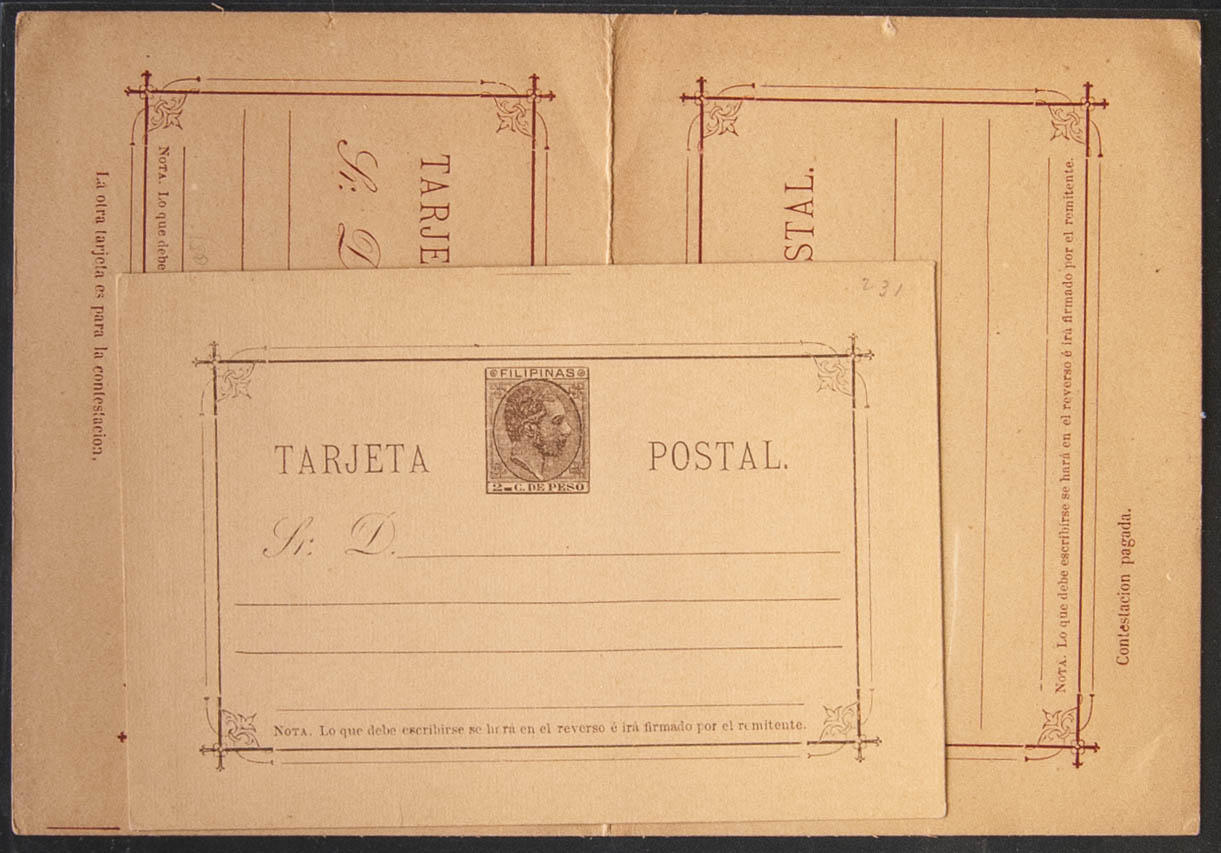 La otra tarjeta es para la contestacion.
NOTA. Lo que debe
Sr. D
TARJE
STAL.
NOTA. Lo que debe escribirse se hará en el reverso é irá firmado por el remitente.
Contestacion pagada.
231
FILIPINAS
2 C. DE PESO
TARJETA POSTAL.
Sr. D.
NOTA. Lo que debe escribirse se hará en el reverso é irá firmado por el remitente.